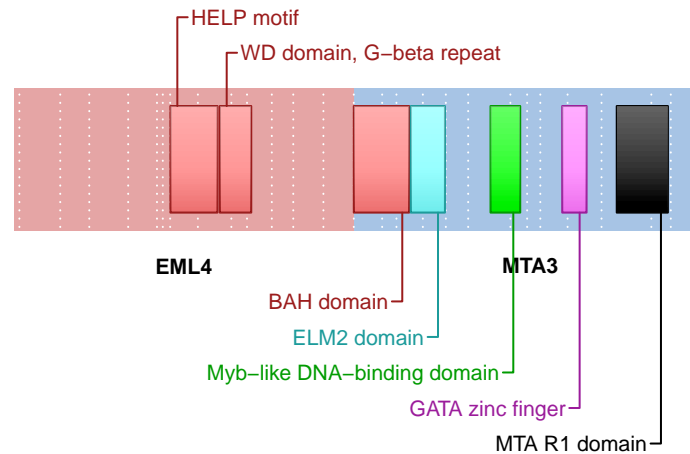 HELP motif
WD domain, G−beta repeat
EML4
MTA3
BAH domain
ELM2 domain
Myb−like DNA−binding domain
GATA zinc finger
MTA R1 domain